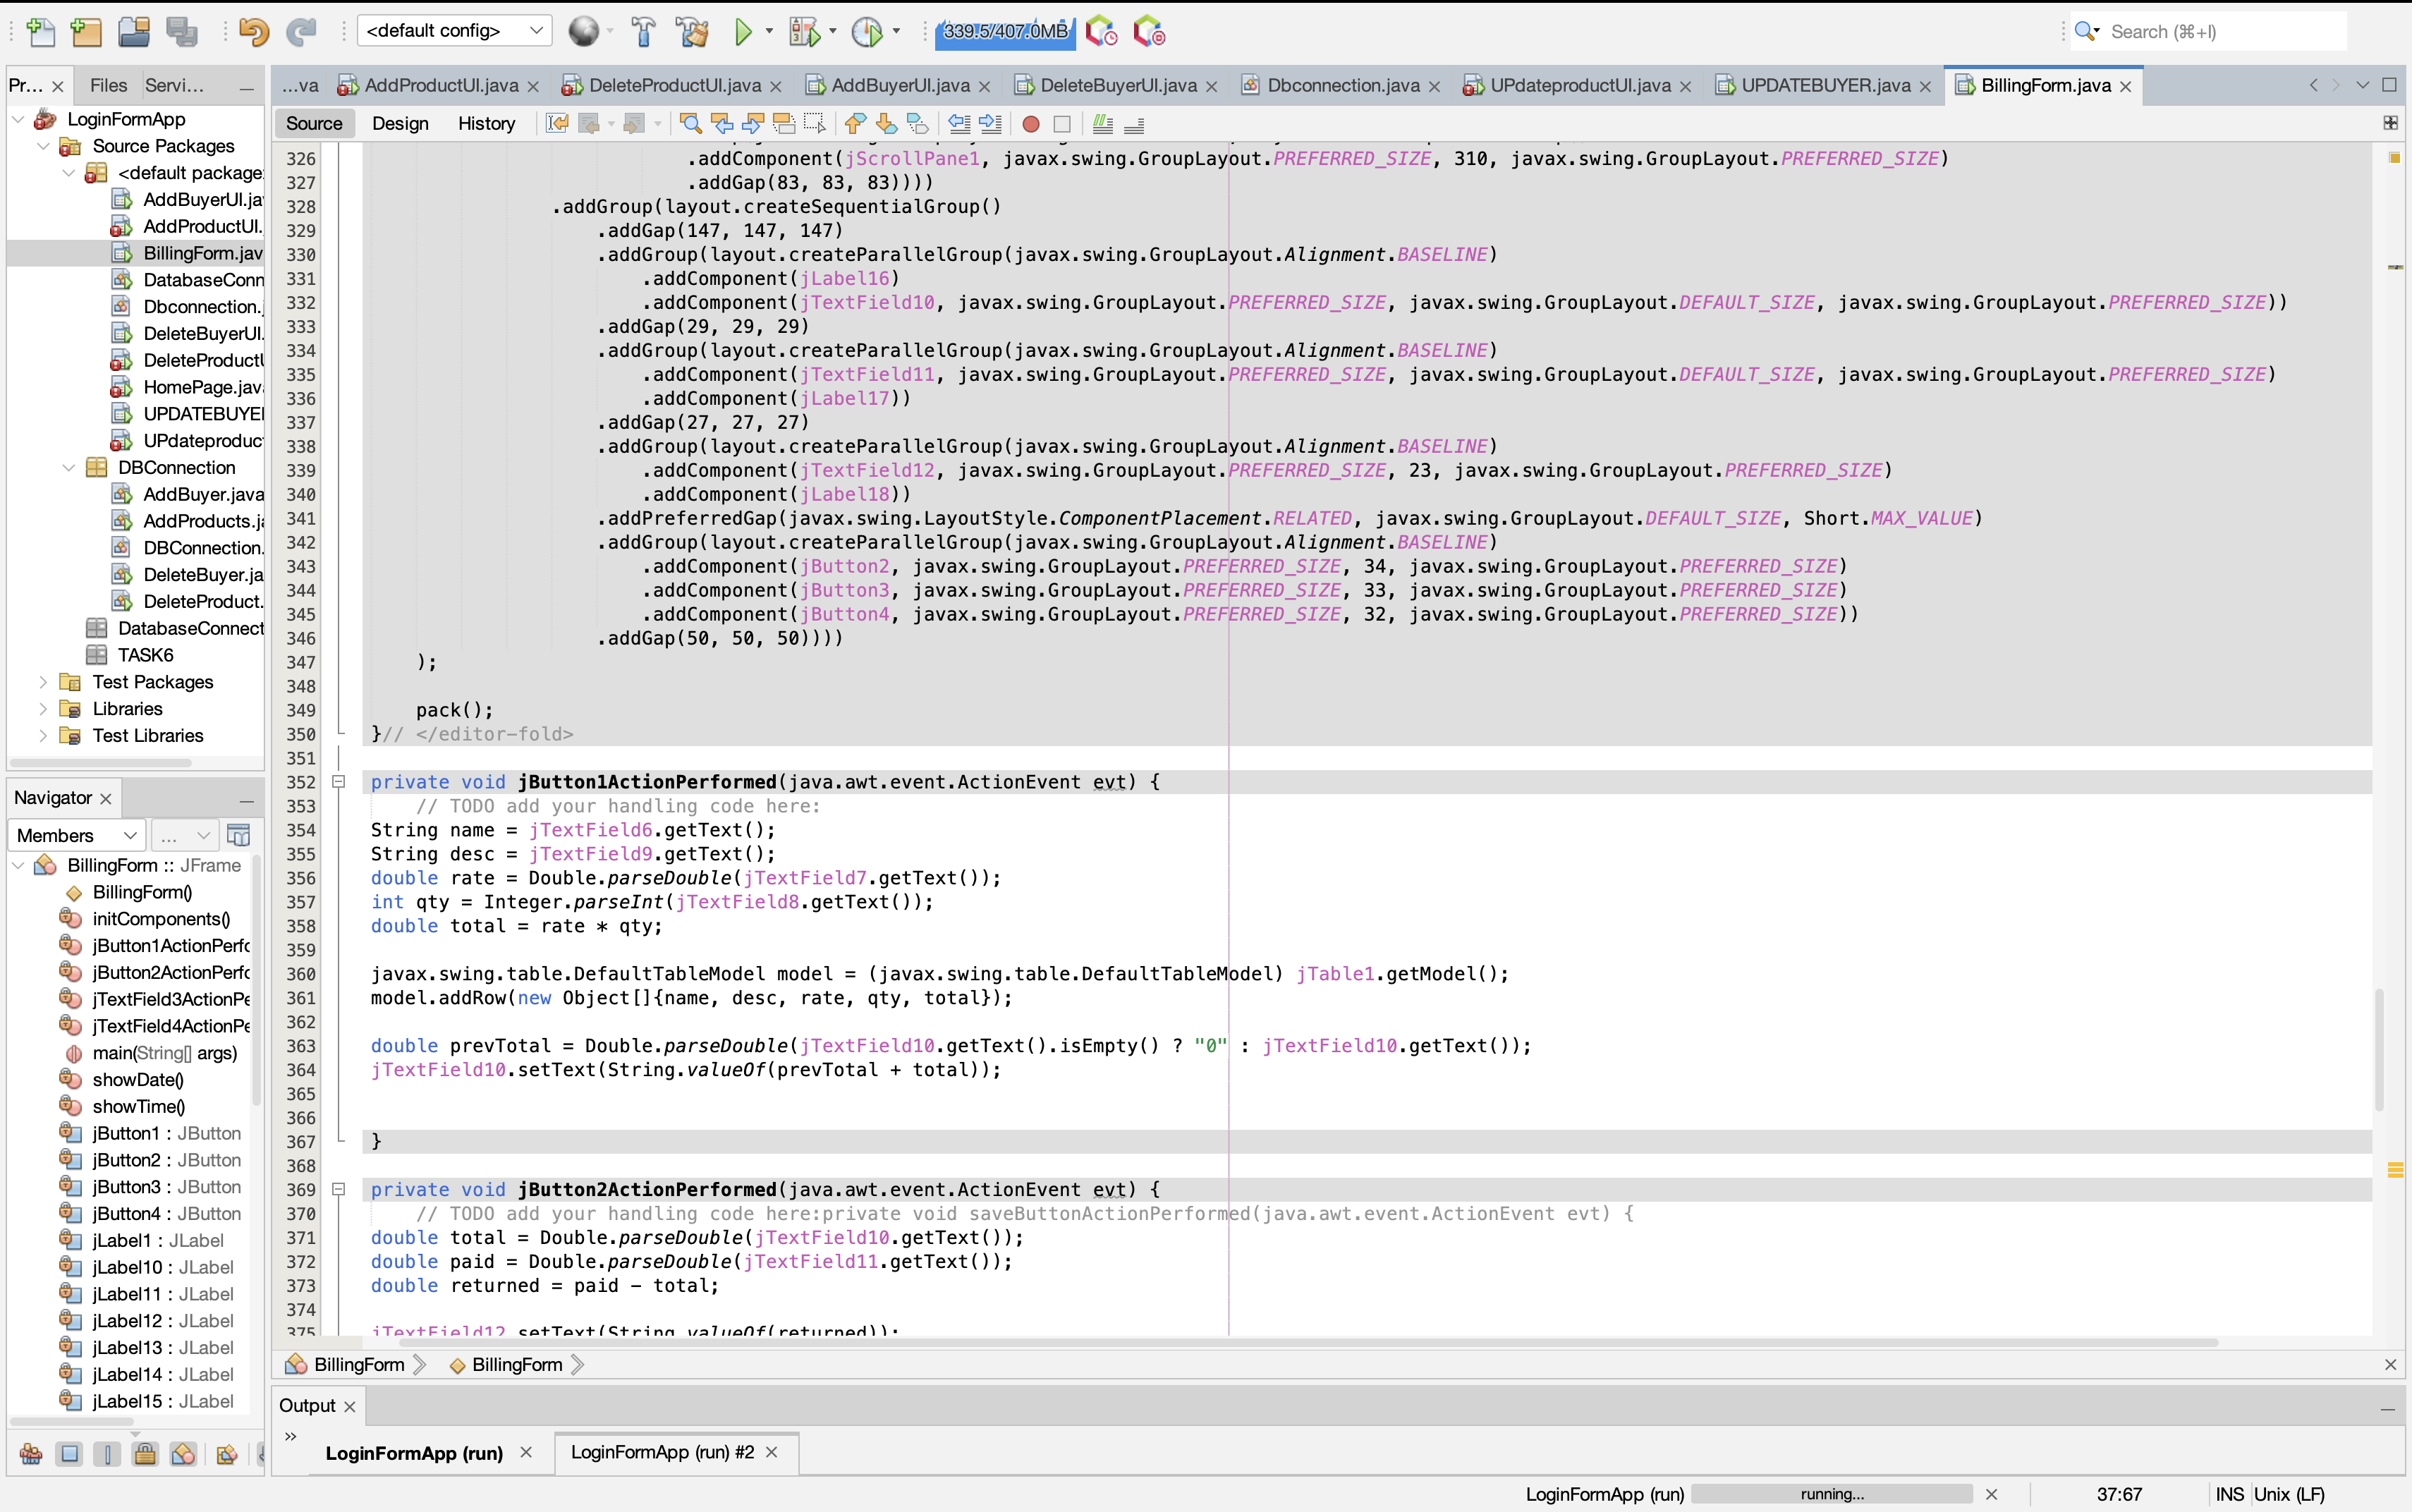 <default config>
339.5/407.0MB
Search (⌘+I)
Pr...
Files
Servi...
...va
AddProductUI.java
DeleteProductUI.java
AddBuyerUI.java
DeleteBuyerUI.java
Dbconnection.java
UPdateproductUI.java
UPDATEBUYER.java
BillingForm.java
Source
Design
History
LoginFormApp
Source Packages
<default package
AddBuyerUI.ja
AddProductUI.
BillingForm.jav
DatabaseConn
Dbconnection.j
DeleteBuyerUI.
DeleteProductU
HomePage.jav
UPDATEBUYE
UPdateproduc
DBConnection
AddBuyer.java
AddProducts.j
DBConnection.
DeleteBuyer.ja
DeleteProduct.
DatabaseConnect
TASK6
Test Packages
Libraries
Test Libraries
Navigator
Members
...
BillingForm :: JFrame
BillingForm()
initComponents()
jButton1ActionPerfo
jButton2ActionPerfo
jTextField3ActionPe
jTextField4ActionPe
main(String[] args)
showDate()
showTime()
jButton1 : JButton
jButton2 : JButton
jButton3 : JButton
jButton4 : JButton
jLabel1 : JLabel
jLabel10 : JLabel
jLabel11 : JLabel
jLabel12 : JLabel
jLabel13 : JLabel
jLabel14 : JLabel
jLabel15 : JLabel
326 .addComponent(jScrollPane1, javax.swing.GroupLayout.PREFERRED_SIZE, 310, javax.swing.GroupLayout.PREFERRED_SIZE)
327 .addGap(83, 83, 83))))
328 .addGroup(layout.createSequentialGroup()
329 .addGap(147, 147, 147)
330 .addGroup(layout.createParallelGroup(javax.swing.GroupLayout.Alignment.BASELINE)
331 .addComponent(jLabel16)
332 .addComponent(jTextField10, javax.swing.GroupLayout.PREFERRED_SIZE, javax.swing.GroupLayout.DEFAULT_SIZE, javax.swing.GroupLayout.PREFERRED_SIZE))
333 .addGap(29, 29, 29)
334 .addGroup(layout.createParallelGroup(javax.swing.GroupLayout.Alignment.BASELINE)
335 .addComponent(jTextField11, javax.swing.GroupLayout.PREFERRED_SIZE, javax.swing.GroupLayout.DEFAULT_SIZE, javax.swing.GroupLayout.PREFERRED_SIZE)
336 .addComponent(jLabel17))
337 .addGap(27, 27, 27)
338 .addGroup(layout.createParallelGroup(javax.swing.GroupLayout.Alignment.BASELINE)
339 .addComponent(jTextField12, javax.swing.GroupLayout.PREFERRED_SIZE, 23, javax.swing.GroupLayout.PREFERRED_SIZE)
340 .addComponent(jLabel18))
341 .addPreferredGap(javax.swing.LayoutStyle.ComponentPlacement.RELATED, javax.swing.GroupLayout.DEFAULT_SIZE, Short.MAX_VALUE)
342 .addGroup(layout.createParallelGroup(javax.swing.GroupLayout.Alignment.BASELINE)
343 .addComponent(jButton2, javax.swing.GroupLayout.PREFERRED_SIZE, 34, javax.swing.GroupLayout.PREFERRED_SIZE)
344 .addComponent(jButton3, javax.swing.GroupLayout.PREFERRED_SIZE, 33, javax.swing.GroupLayout.PREFERRED_SIZE)
345 .addComponent(jButton4, javax.swing.GroupLayout.PREFERRED_SIZE, 32, javax.swing.GroupLayout.PREFERRED_SIZE))
346 .addGap(50, 50, 50))))
347 );
348
349 pack();
350 }// </editor-fold>
351
352 private void jButton1ActionPerformed(java.awt.event.ActionEvent evt) {
353 // TODO add your handling code here:
354 String name = jTextField6.getText();
355 String desc = jTextField9.getText();
356 double rate = Double.parseDouble(jTextField7.getText());
357 int qty = Integer.parseInt(jTextField8.getText());
358 double total = rate * qty;
359
360 javax.swing.table.DefaultTableModel model = (javax.swing.table.DefaultTableModel) jTable1.getModel();
361 model.addRow(new Object[]{name, desc, rate, qty, total});
362
363 double prevTotal = Double.parseDouble(jTextField10.getText().isEmpty() ? "0" : jTextField10.getText());
364 jTextField10.setText(String.valueOf(prevTotal + total));
365
366
367 }
368
369 private void jButton2ActionPerformed(java.awt.event.ActionEvent evt) {
370 // TODO add your handling code here:private void saveButtonActionPerformed(java.awt.event.ActionEvent evt) {
371 double total = Double.parseDouble(jTextField10.getText());
372 double paid = Double.parseDouble(jTextField11.getText());
373 double returned = paid - total;
374
375 jTextField12.setText(String.valueOf(returned));
BillingForm
BillingForm
Output
»
LoginFormApp (run)
LoginFormApp (run) #2
LoginFormApp (run)
running...
37:67
INS
Unix (LF)